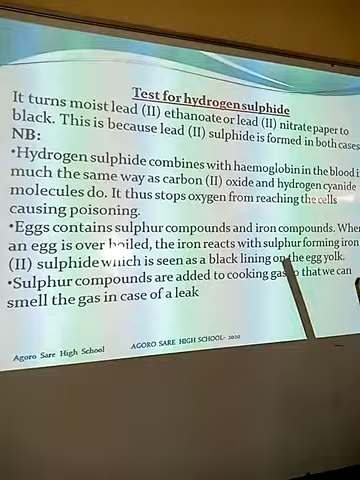 Test for hydrogen sulphide
It turns moist lead (II) ethanoate or lead (II) nitrate paper to
black. This is because lead (II) sulphide is formed in both cases
NB:
•Hydrogen sulphide combines with haemoglobin in the blood i
much the same way as carbon (II) oxide and hydrogen cyanide
molecules do. It thus stops oxygen from reaching the cells
causing poisoning.
•Eggs contains sulphur compounds and iron compounds. When
an egg is over boiled, the iron reacts with sulphur forming iron
(II) sulphide which is seen as a black lining on the egg yolk.
•Sulphur compounds are added to cooking gas so that we can
smell the gas in case of a leak
Agoro Sare High School AGORO SARE HIGH SCHOOL- 2020